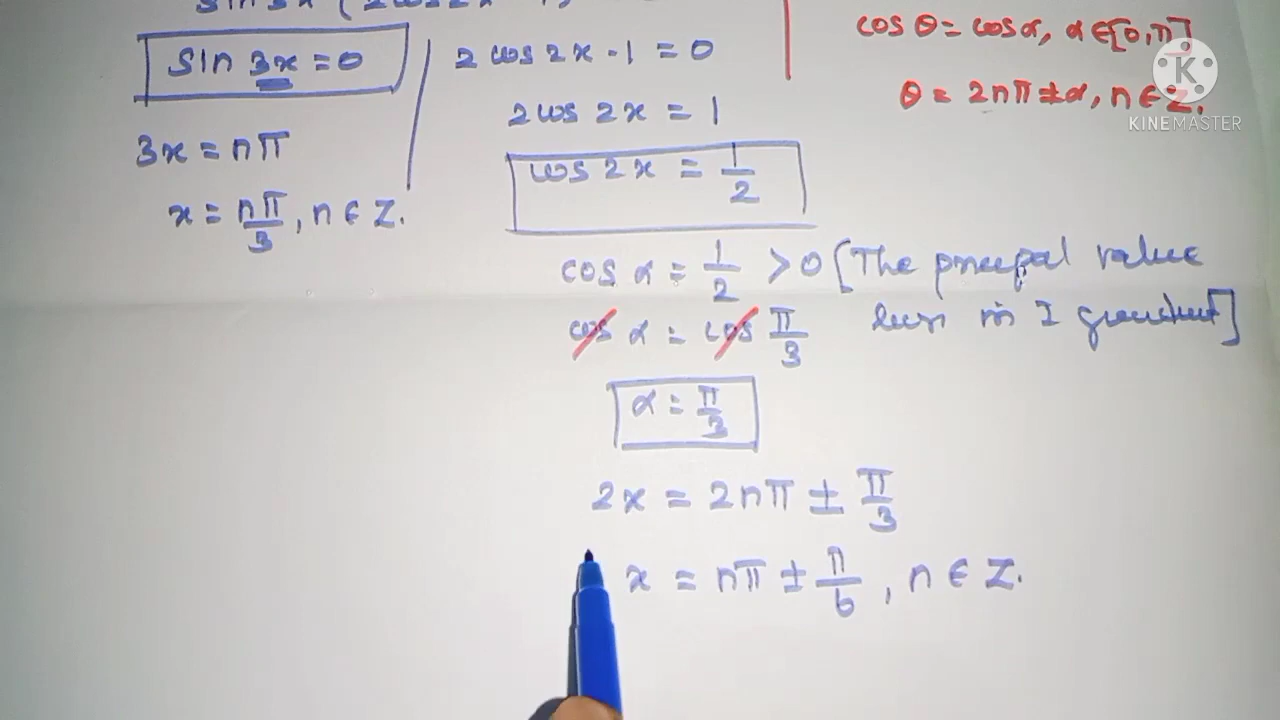 sin 3x = 0
3x = nπ
x = nπ/3, n ∈ Z.
2 cos 2x - 1 = 0
2 cos 2x = 1
cos 2x = 1/2
cos α = 1/2 > 0 [The principal value
lies in I quadrant]
cos α = cos π/3
α = π/3
2x = 2nπ ± π/3
x = nπ ± π/6, n ∈ Z.
cos θ = cos α, α ∈ [0, π]
θ = 2nπ ± α, n ∈ Z.
KINEMASTER